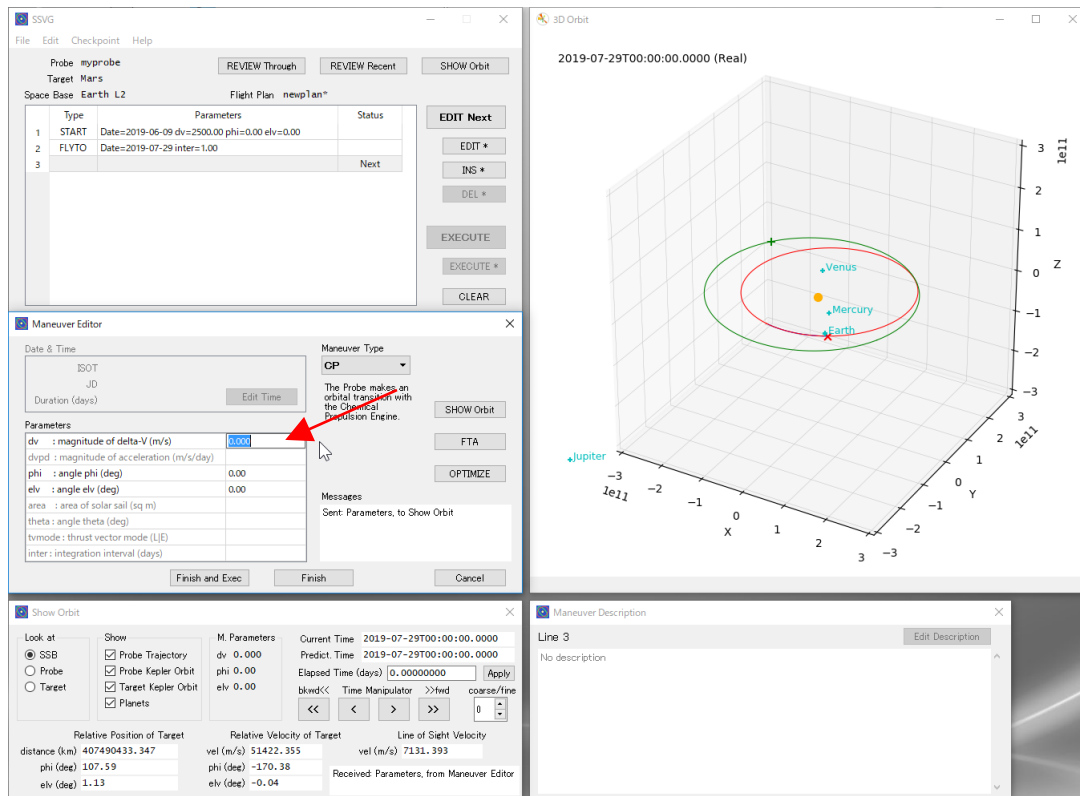 SSVG
File Edit Checkpoint Help
Probe myprobe
Target Mars
Space Base Earth L2
REVIEW Through REVIEW Recent SHOW Orbit
Flight Plan newplan*
Type Parameters Status
1 START Date=2019-06-09 dv=2500.00 phi=0.00 elv=0.00
2 FLYTO Date=2019-07-29 inter=1.00
3 Next
EDIT Next
EDIT *
INS *
DEL *
EXECUTE
EXECUTE *
CLEAR
3D Orbit
2019-07-29T00:00:00.0000 (Real)
Venus
Mercury
Earth
Jupiter
3
2
1
0
−1
−2
−3
1e11
Z
−3
−2
−1
0
1
2
3
1e11
X
−3
−2
−1
0
1
2
3
1e11
Y
Maneuver Editor
Date & Time
ISOT
JD
Duration (days)
Edit Time
Maneuver Type
CP
The Probe makes an
orbital transition with
the Chemical
Propulsion Engine.
SHOW Orbit
FTA
OPTIMIZE
Parameters
dv : magnitude of delta-V (m/s) 0.000
dvpd : magnitude of acceleration (m/s/day)
phi : angle phi (deg) 0.00
elv : angle elv (deg) 0.00
area : area of solar sail (sq m)
theta : angle theta (deg)
tvmode : thrust vector mode (L|E)
inter : integration interval (days)
Messages
Sent: Parameters, to Show Orbit
Finish and Exec Finish Cancel
Show Orbit
Look at
SSB
Probe
Target
Show
Probe Trajectory
Probe Kepler Orbit
Target Kepler Orbit
Planets
M. Parameters
dv 0.000
phi 0.00
elv 0.00
Current Time 2019-07-29T00:00:00.0000
Predict. Time 2019-07-29T00:00:00.0000
Elapsed Time (days) 0.00000000 Apply
bkwd<< Time Manipulator >>fwd coarse/fine
<< < > >> 0
Relative Position of Target
distance (km) 407490433.347
phi (deg) 107.59
elv (deg) 1.13
Relative Velocity of Target
vel (m/s) 51422.355
phi (deg) -170.38
elv (deg) -0.04
Line of Sight Velocity
vel (m/s) 7131.393
Received: Parameters, from Maneuver Editor
Maneuver Description
Line 3
Edit Description
No description